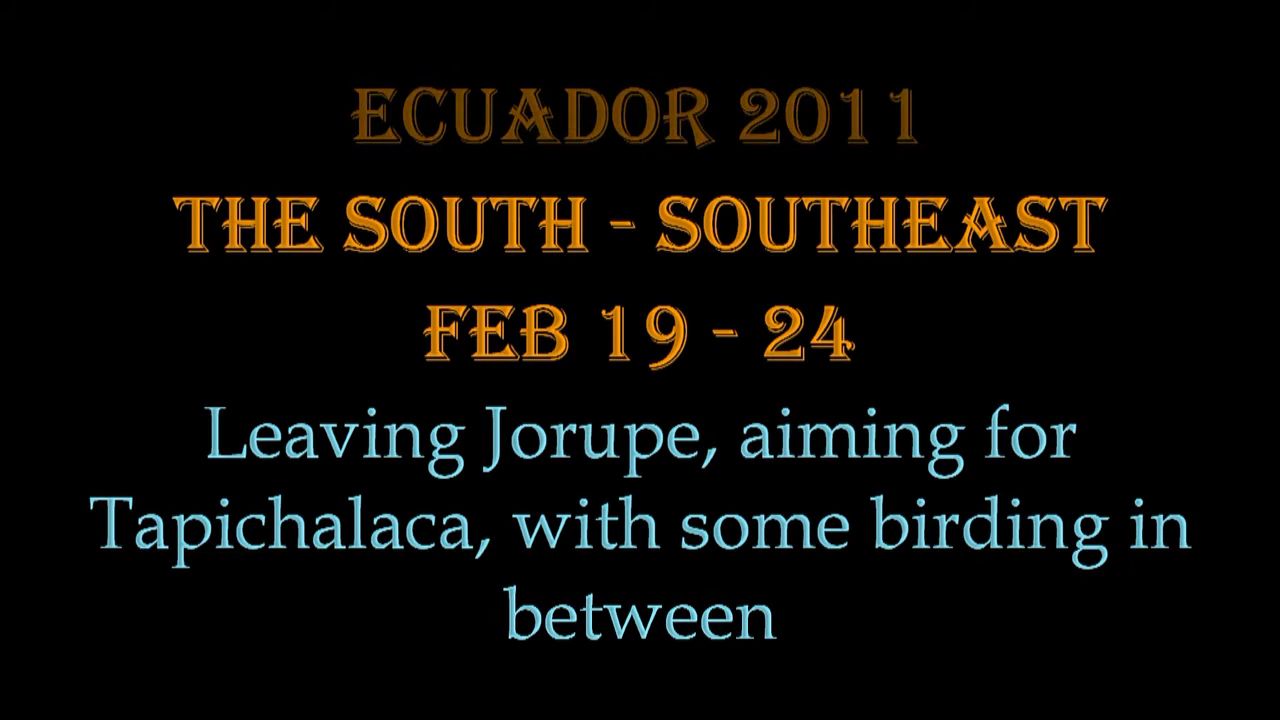 ECUADOR 2011
THE SOUTH - SOUTHEAST
FEB 19 - 24
Leaving Jorupe, aiming for
Tapichalaca, with some birding in
between